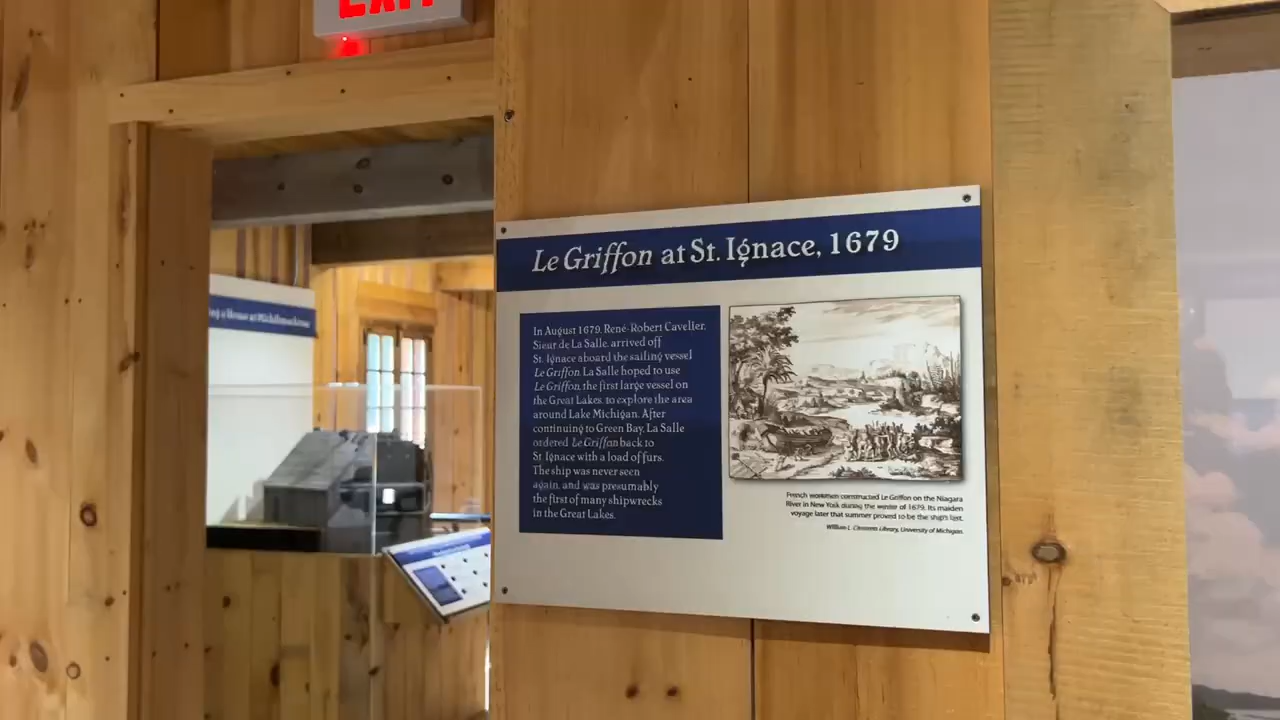 EXIT
Le Griffon at St. Ignace, 1679
In August 1679, René-Robert Cavelier,
Sieur de La Salle, arrived off
St. Ignace aboard the sailing vessel
Le Griffon. La Salle hoped to use
Le Griffon, the first large vessel on
the Great Lakes, to explore the area
around Lake Michigan. After
continuing to Green Bay, La Salle
ordered Le Griffon back to
St Ignace with a load of furs.
The ship was never seen
again, and was presumably
the first of many shipwrecks
in the Great Lakes.
French workmen constructed Le Griffon on the Niagara
River in New York during the winter of 1679. Its maiden
voyage later that summer proved to be the ship's last.
William L. Clements Library, University of Michigan.
a House at Michilimackinac